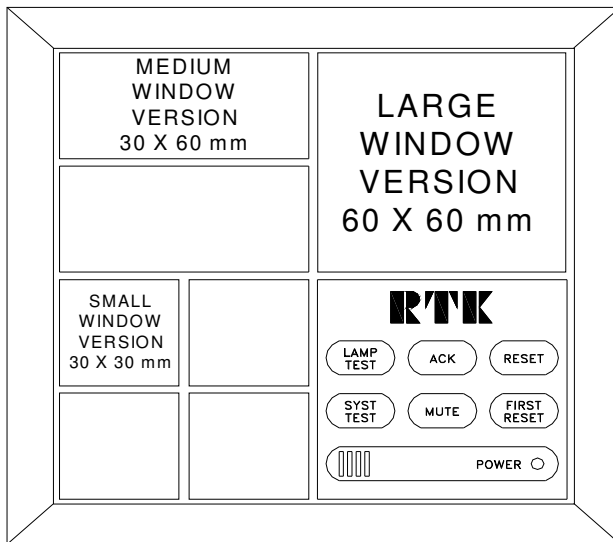 MEDIUM
WINDOW
VERSION
30 X 60 mm
LARGE
WINDOW
VERSION
60 X 60 mm
SMALL
WINDOW
VERSION
30 X 30 mm
RTK
LAMP
TEST
ACK
RESET
SYST
TEST
MUTE
FIRST
RESET
POWER